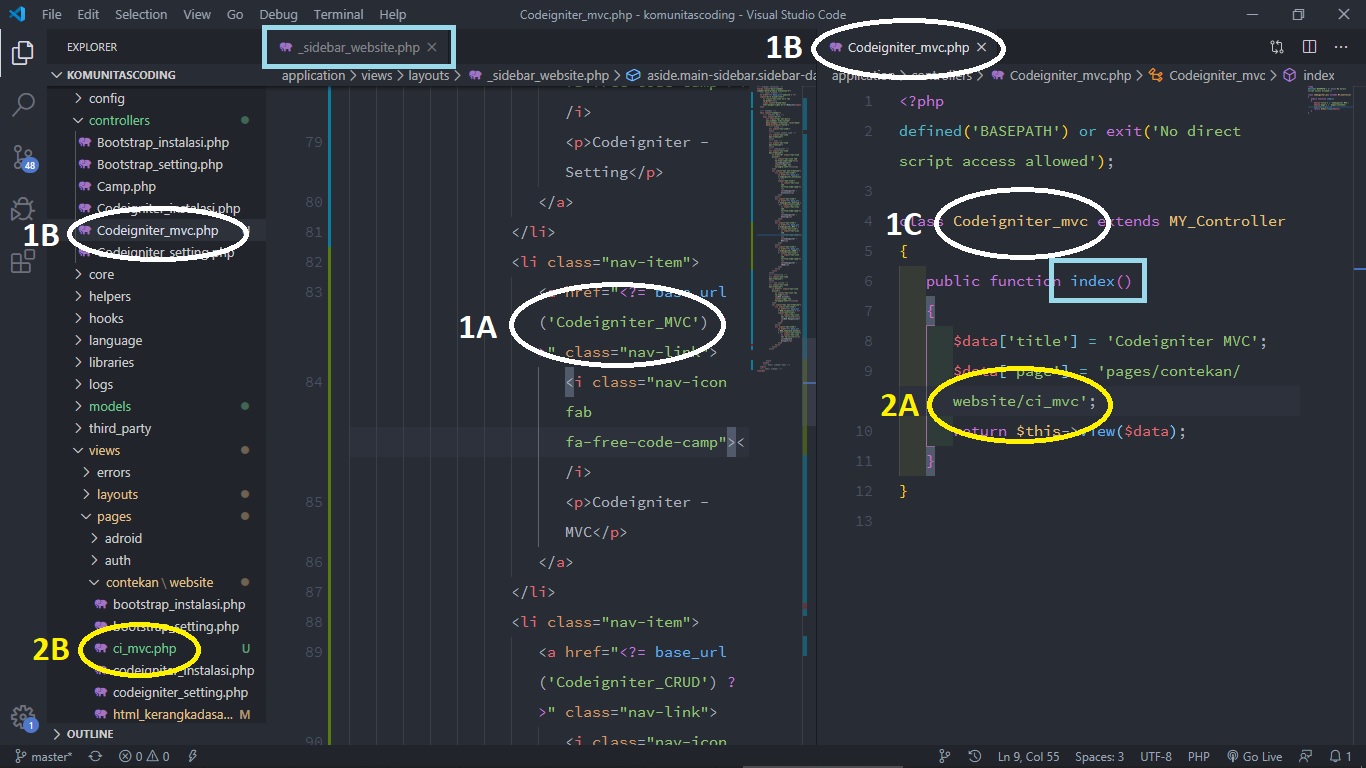 File Edit Selection View Go Debug Terminal Help
Codeigniter_mvc.php - komunitascoding - Visual Studio Code
EXPLORER
KOMUNITASCODING
config
controllers
Bootstrap_instalasi.php
Bootstrap_setting.php
Camp.php
Codeigniter_instalasi.php
1B
Codeigniter_mvc.php
Codeigniter_setting.php
core
helpers
hooks
language
libraries
logs
models
third_party
views
errors
layouts
pages
adroid
auth
contekan \ website
bootstrap_instalasi.php
bootstrap_setting.php
2B
ci_mvc.php U
codeigniter_instalasi.php
codeigniter_setting.php
html_kerangkadasa... M
OUTLINE
48
1
_sidebar_website.php
application > views > layouts > _sidebar_website.php > aside.main-sidebar.sidebar-da
/i>
79 <p>Codeigniter -
Setting</p>
80 </a>
81 </li>
82 <li class="nav-item">
83 <a href="<?= base_url
1A
('Codeigniter_MVC')
" class="nav-link">
84 <i class="nav-icon
fab
fa-free-code-camp"><
/i>
85 <p>Codeigniter -
MVC</p>
86 </a>
87 </li>
88 <li class="nav-item">
89 <a href="<?= base_url
('Codeigniter_CRUD') ?
>" class="nav-link">
90 <i class="nav-icon
1B
Codeigniter_mvc.php
application > controllers > Codeigniter_mvc.php > Codeigniter_mvc > index
1 <?php
2 defined('BASEPATH') or exit('No direct
script access allowed');
3
1C
4 class Codeigniter_mvc extends MY_Controller
5 {
6 public function index()
7 {
8 $data['title'] = 'Codeigniter MVC';
9 $data['page'] = 'pages/contekan/
2A
website/ci_mvc';
10 return $this->view($data);
11 }
12 }
13
master* 0 0
Ln 9, Col 55 Spaces: 3 UTF-8 PHP Go Live 1